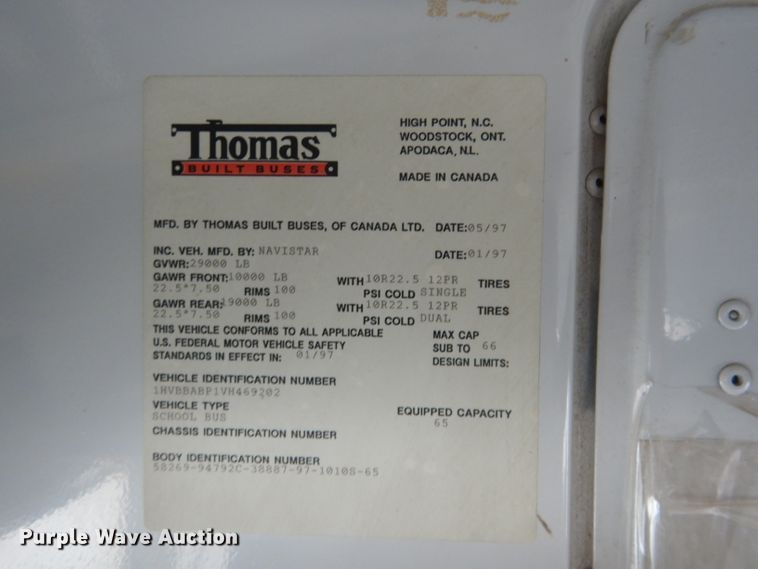 Thomas
BUILT BUSES
HIGH POINT, N.C.
WOODSTOCK, ONT.
APODACA, N.L.
MADE IN CANADA
MFD. BY THOMAS BUILT BUSES, OF CANADA LTD. DATE: 05/97
INC. VEH. MFD. BY: NAVISTAR DATE: 01/97
GVWR: 29000 LB
GAWR FRONT: 10000 LB WITH 10R22.5 12PR TIRES
22.5*7.50 RIMS 100 PSI COLD SINGLE
GAWR REAR: 19000 LB WITH 10R22.5 12PR TIRES
22.5*7.50 RIMS 100 PSI COLD DUAL
THIS VEHICLE CONFORMS TO ALL APPLICABLE MAX CAP
U.S. FEDERAL MOTOR VEHICLE SAFETY SUB TO 66
STANDARDS IN EFFECT IN: 01/97 DESIGN LIMITS:
VEHICLE IDENTIFICATION NUMBER
1HVBBABP1VH469202
VEHICLE TYPE EQUIPPED CAPACITY
SCHOOL BUS 65
CHASSIS IDENTIFICATION NUMBER
BODY IDENTIFICATION NUMBER
58269-94792C-38887-97-1010S-65
Purple Wave Auction